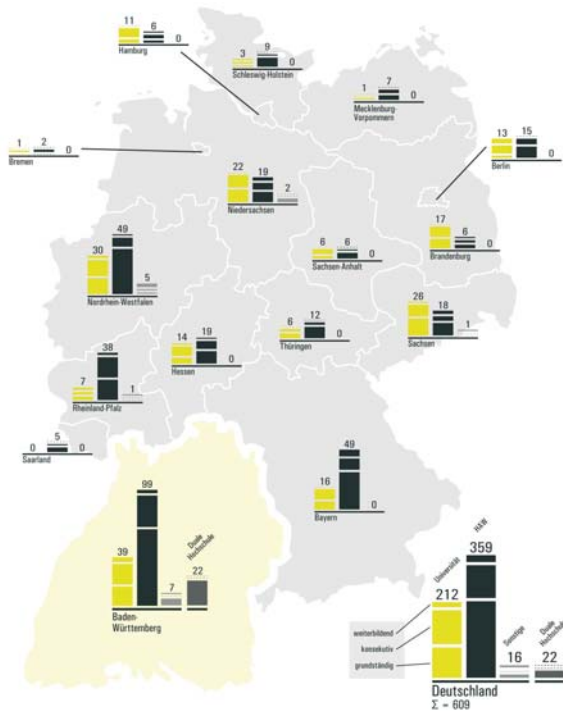 11 6 0
Hamburg
3 9 0
Schleswig-Holstein
1 7 0
Mecklenburg-
Vorpommern
1 2 0
Bremen
13 15 0
Berlin
22 19 2
Niedersachsen
17 6 0
Brandenburg
6 6 0
Sachsen-Anhalt
30 49 5
Nordrhein-Westfalen
26 18 1
Sachsen
14 19 0
Hessen
6 12 0
Thüringen
7 38 1
Rheinland-Pfalz
0 5 0
Saarland
16 49 0
Bayern
39 99 7 22
Duale
Hochschule
Baden-
Württemberg
Universität
HAW
Sonstige
Duale
Hochschule
212 359 16 22
weiterbildend
konsekutiv
grundständig
Deutschland
Σ = 609